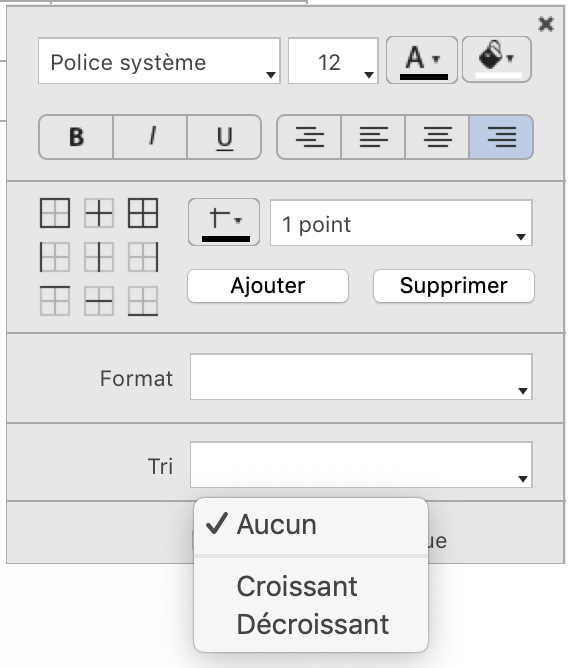 Police système
12
A
B I U
1 point
Ajouter
Supprimer
Format
Tri
Aucun
ue
Croissant
Décroissant